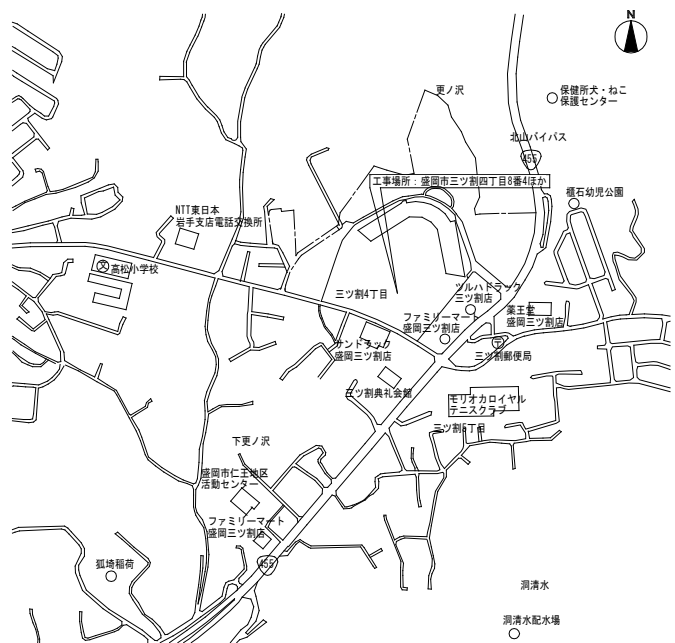 N
更ノ沢
保健所犬・ねこ
保護センター
北山バイパス
455
工事場所：盛岡市三ツ割四丁目8番4ほか
櫃石幼児公園
NTT東日本
岩手支店電話交換所
文
高松小学校
三ツ割4丁目
ツルハドラッグ
三ツ割店
ファミリーマート
盛岡三ツ割店
薬王堂
盛岡三ツ割店
サンドラッグ
盛岡三ツ割店
〒
三ツ割郵便局
三ツ割典礼会館
モリオカロイヤル
テニスクラブ
三ツ割5丁目
下更ノ沢
盛岡市仁王地区
活動センター
ファミリーマート
盛岡三ツ割店
455
狐埼稲荷
洞清水
洞清水配水場